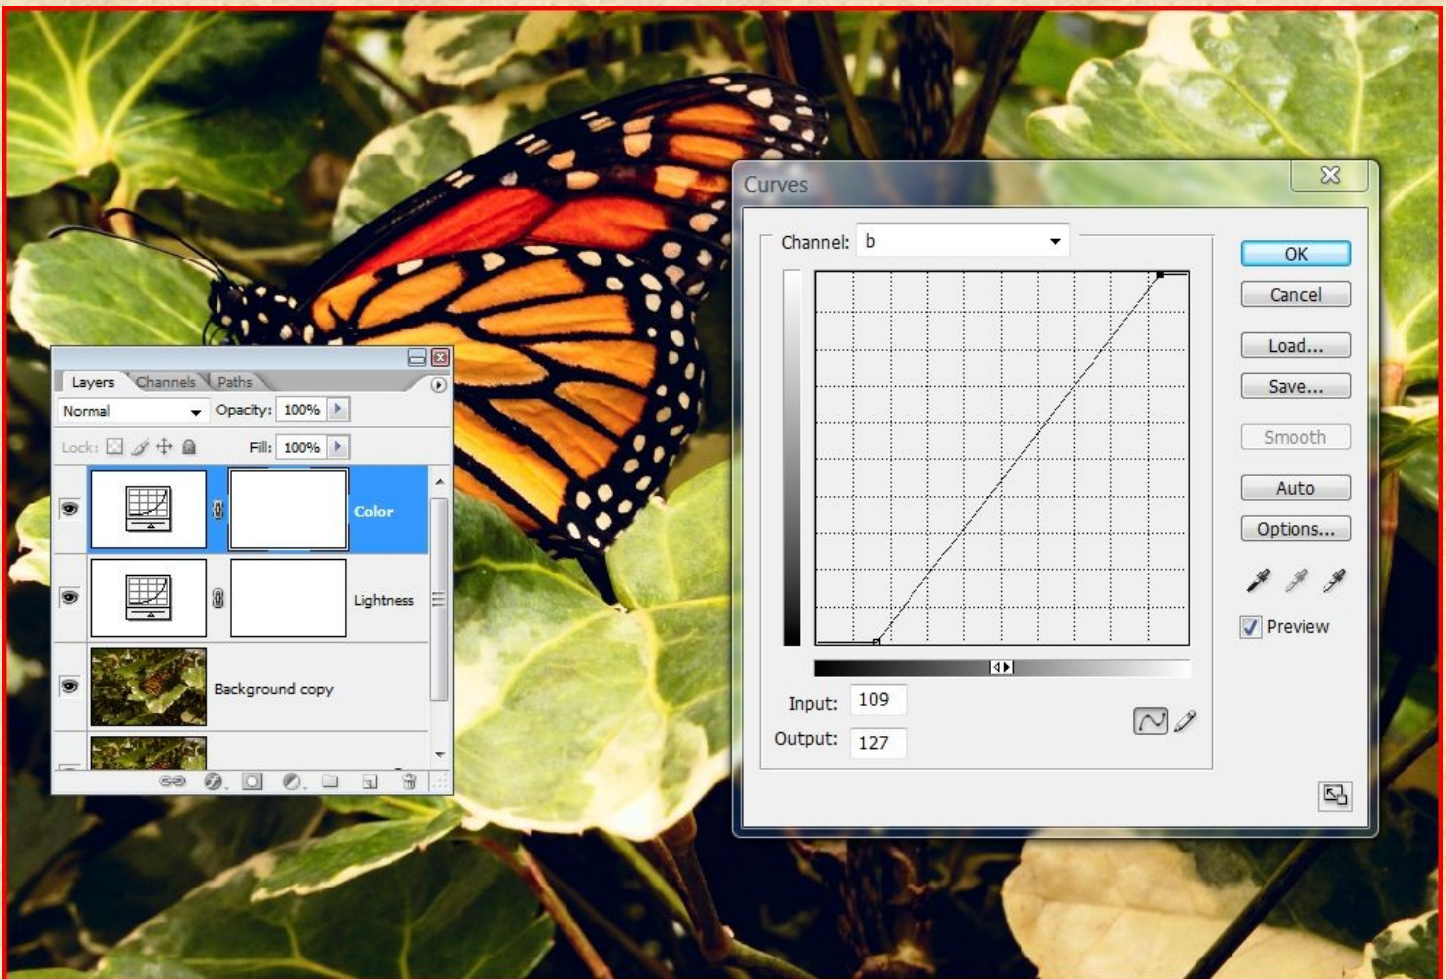 Curves
Channel: b
OK
Cancel
Load...
Save...
Smooth
Auto
Options...
Preview
Input: 109
Output: 127
Layers Channels Paths
Normal Opacity: 100%
Lock: Fill: 100%
Color
Lightness
Background copy